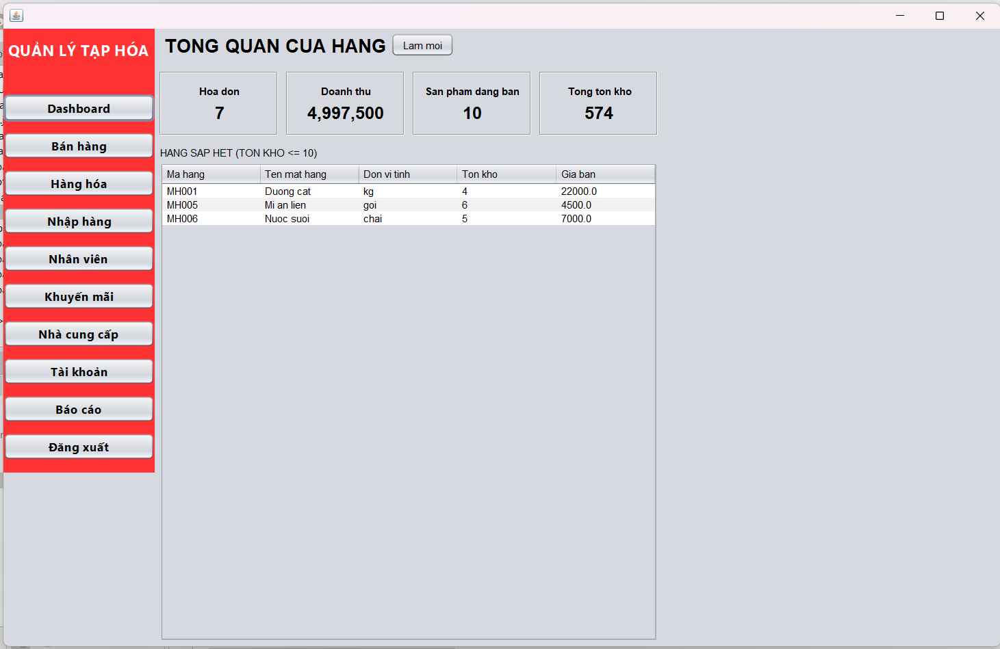 QUẢN LÝ TẠP HÓA
Dashboard
Bán hàng
Hàng hóa
Nhập hàng
Nhân viên
Khuyến mãi
Nhà cung cấp
Tài khoản
Báo cáo
Đăng xuất
TONG QUAN CUA HANG Lam moi
Hoa don Doanh thu San pham dang ban Tong ton kho
7 4,997,500 10 574
HANG SAP HET (TON KHO <= 10)
Ma hang Ten mat hang Don vi tinh Ton kho Gia ban
MH001 Duong cat kg 4 22000.0
MH005 Mi an lien goi 6 4500.0
MH006 Nuoc suoi chai 5 7000.0